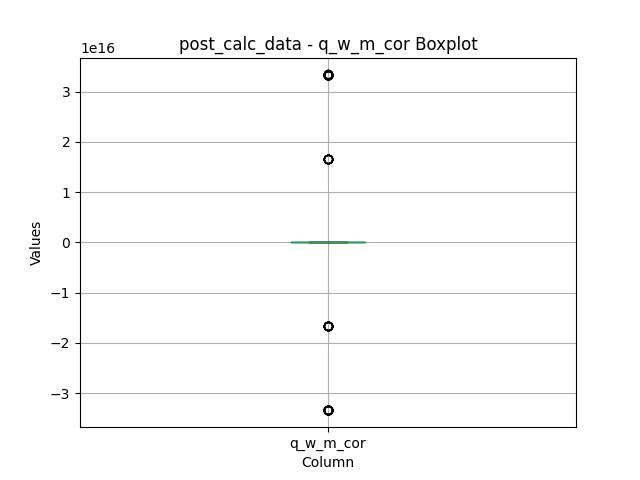 post_calc_data - q_w_m_cor Boxplot
1e16
3
2
1
0
−1
−2
−3
Values
q_w_m_cor
Column